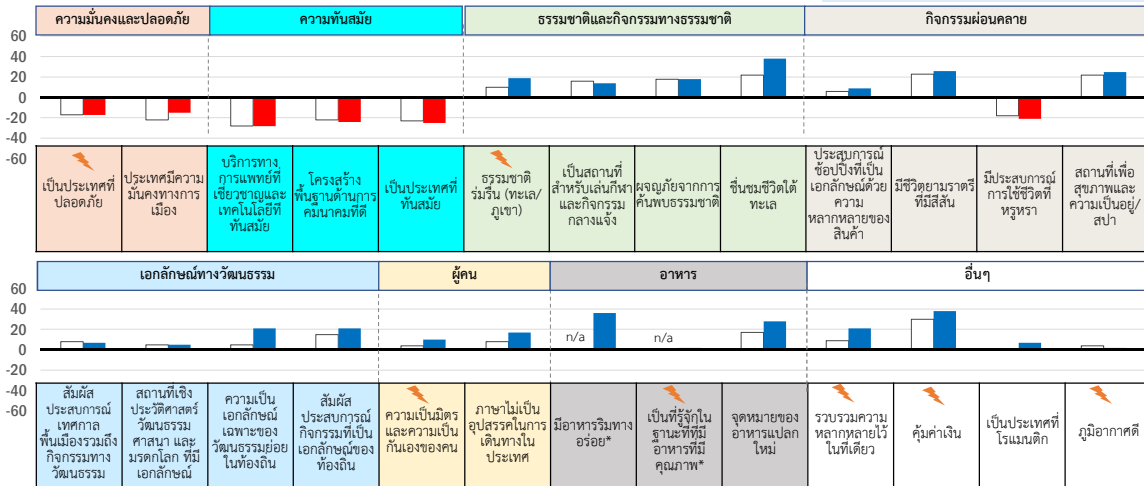 ความมั่นคงและปลอดภัย
ความทันสมัย
ธรรมชาติและกิจกรรมทางธรรมชาติ
กิจกรรมผ่อนคลาย
60
40
20
0
-20
-40
-60
เป็นประเทศที่
ปลอดภัย
ประเทศมีความ
มั่นคงทางการ
เมือง
บริการทาง
การแพทย์ที่
เชี่ยวชาญและ
เทคโนโลยีที่
ทันสมัย
โครงสร้าง
พื้นฐานด้านการ
คมนาคมที่ดี
เป็นประเทศที่
ทันสมัย
ธรรมชาติ
ร่มรื่น (ทะเล/
ภูเขา)
เป็นสถานที่
สำหรับเล่นกีฬา
และกิจกรรม
กลางแจ้ง
ผจญภัยจากการ
ค้นพบธรรมชาติ
ชื่นชมชีวิตใต้
ทะเล
ประสบการณ์
ช้อปปิ้งที่เป็น
เอกลักษณ์ด้วย
ความ
หลากหลายของ
สินค้า
มีชีวิตยามราตรี
ที่มีสีสัน
มีประสบการณ์
การใช้ชีวิตที่
หรูหรา
สถานที่เพื่อ
สุขภาพและ
ความเป็นอยู่/
สปา
เอกลักษณ์ทางวัฒนธรรม
ผู้คน
อาหาร
อื่นๆ
60
40
20
0
-20
-40
-60
n/a
n/a
สัมผัส
ประสบการณ์
เทศกาล
พื้นเมืองรวมถึง
กิจกรรมทาง
วัฒนธรรม
สถานที่เชิง
ประวัติศาสตร์
วัฒนธรรม
ศาสนา และ
มรดกโลก ที่มี
เอกลักษณ์
ความเป็น
เอกลักษณ์
เฉพาะของ
วัฒนธรรมย่อย
ในท้องถิ่น
สัมผัส
ประสบการณ์
กิจกรรมที่เป็น
เอกลักษณ์ของ
ท้องถิ่น
ความเป็นมิตร
และความเป็น
กันเองของคน
ภาษาไม่เป็น
อุปสรรคในการ
เดินทางใน
ประเทศ
มีอาหารริมทาง
อร่อย*
เป็นที่รู้จักใน
ฐานะที่ที่มี
อาหารที่มี
คุณภาพ*
จุดหมายของ
อาหารแปลก
ใหม่
รวบรวมความ
หลากหลายไว้
ในที่เดียว
คุ้มค่าเงิน
เป็นประเทศที่
โรแมนติก
ภูมิอากาศดี